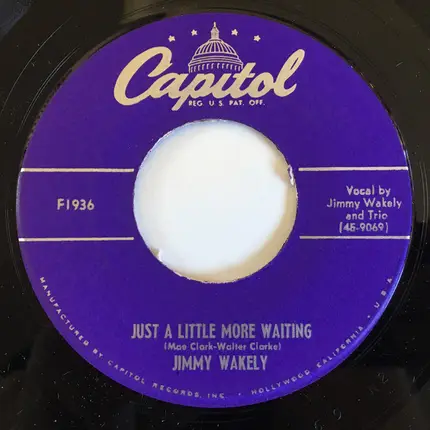 Capitol
REG. U.S. PAT. OFF.
F1936
Vocal by
Jimmy Wakely
and Trio
(45-9069)
JUST A LITTLE MORE WAITING
(Mae Clark-Walter Clarke)
JIMMY WAKELY
MANUFACTURED BY CAPITOL RECORDS, INC. • HOLLYWOOD CALIFORNIA • U.S.A.